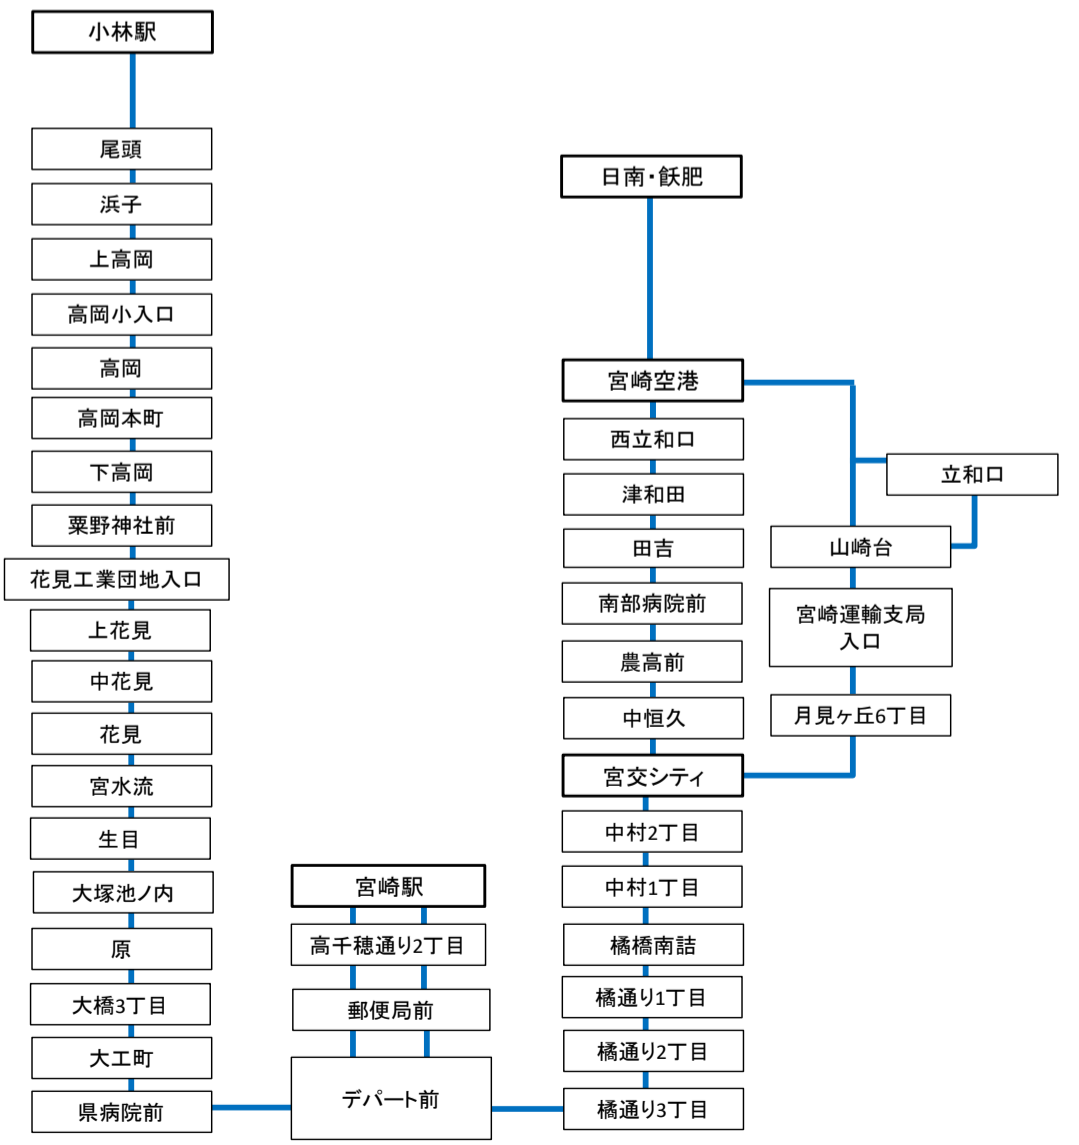 小林駅
尾頭
浜子
上高岡
高岡小入口
高岡
高岡本町
下高岡
粟野神社前
花見工業団地入口
上花見
中花見
花見
宮水流
生目
大塚池ノ内
原
大橋3丁目
大工町
県病院前
宮崎駅
高千穂通り2丁目
郵便局前
デパート前
日南・飫肥
宮崎空港
西立和口
津和田
田吉
南部病院前
農高前
中恒久
宮交シティ
中村2丁目
中村1丁目
橘橋南詰
橘通り1丁目
橘通り2丁目
橘通り3丁目
立和口
山崎台
宮崎運輸支局
入口
月見ヶ丘6丁目